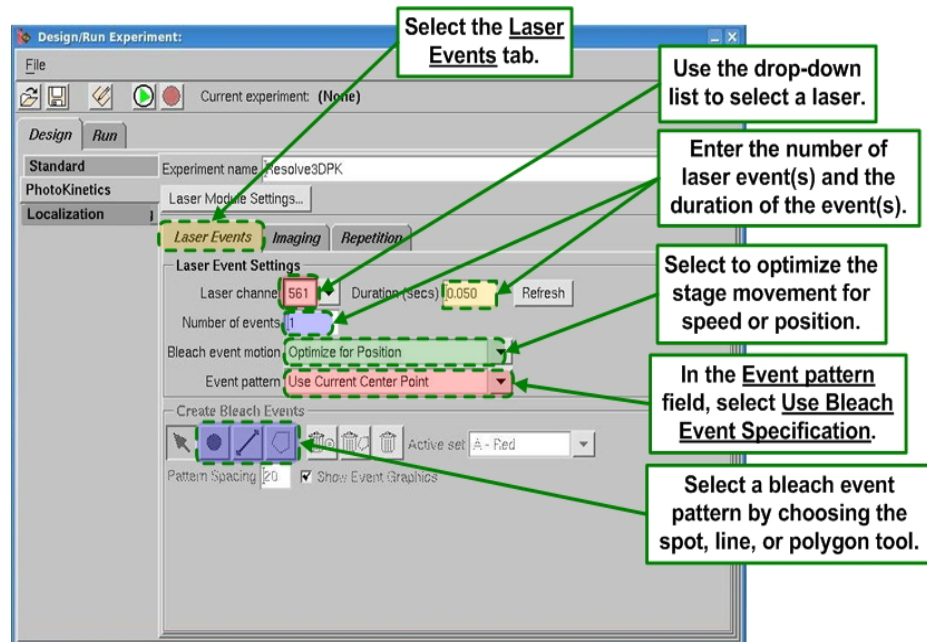 Design/Run Experiment:
Select the Laser
Events tab.
File
Current experiment: (None)
Use the drop-down
list to select a laser.
Design Run
Enter the number of
laser event(s) and the
duration of the event(s).
Standard
Experiment name Resolve3DPK
PhotoKinetics
Laser Module Settings...
Localization
Laser Events Imaging Repetition
Laser Event Settings
Laser channel 561 Duration (secs) 0.050 Refresh
Number of events 1
Select to optimize the
stage movement for
speed or position.
Bleach event motion Optimize for Position
Event pattern Use Current Center Point
In the Event pattern
field, select Use Bleach
Event Specification.
Create Bleach Events
Active set A - Red
Pattern Spacing 20 Show Event Graphics
Select a bleach event
pattern by choosing the
spot, line, or polygon tool.